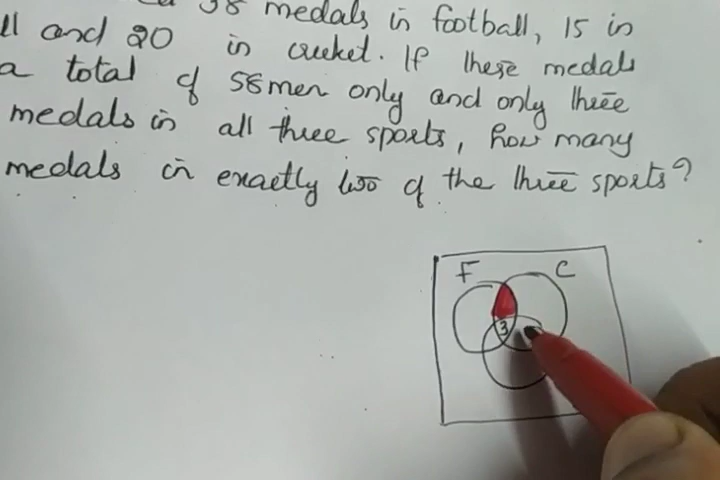 38 medals in football, 15 in
and 20 in cricket. If these medals
a total of 58 men only and only three
medals in all three sports, how many
medals in exactly two of the three sports?
F C
3